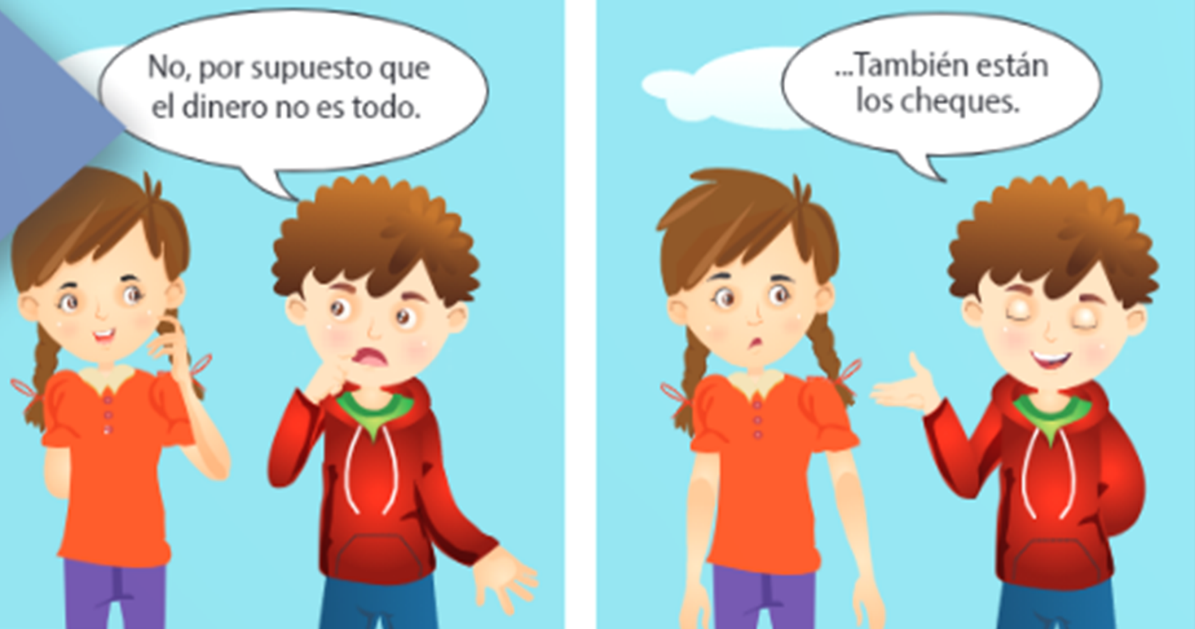 No, por supuesto que
el dinero no es todo.
...También están
los cheques.